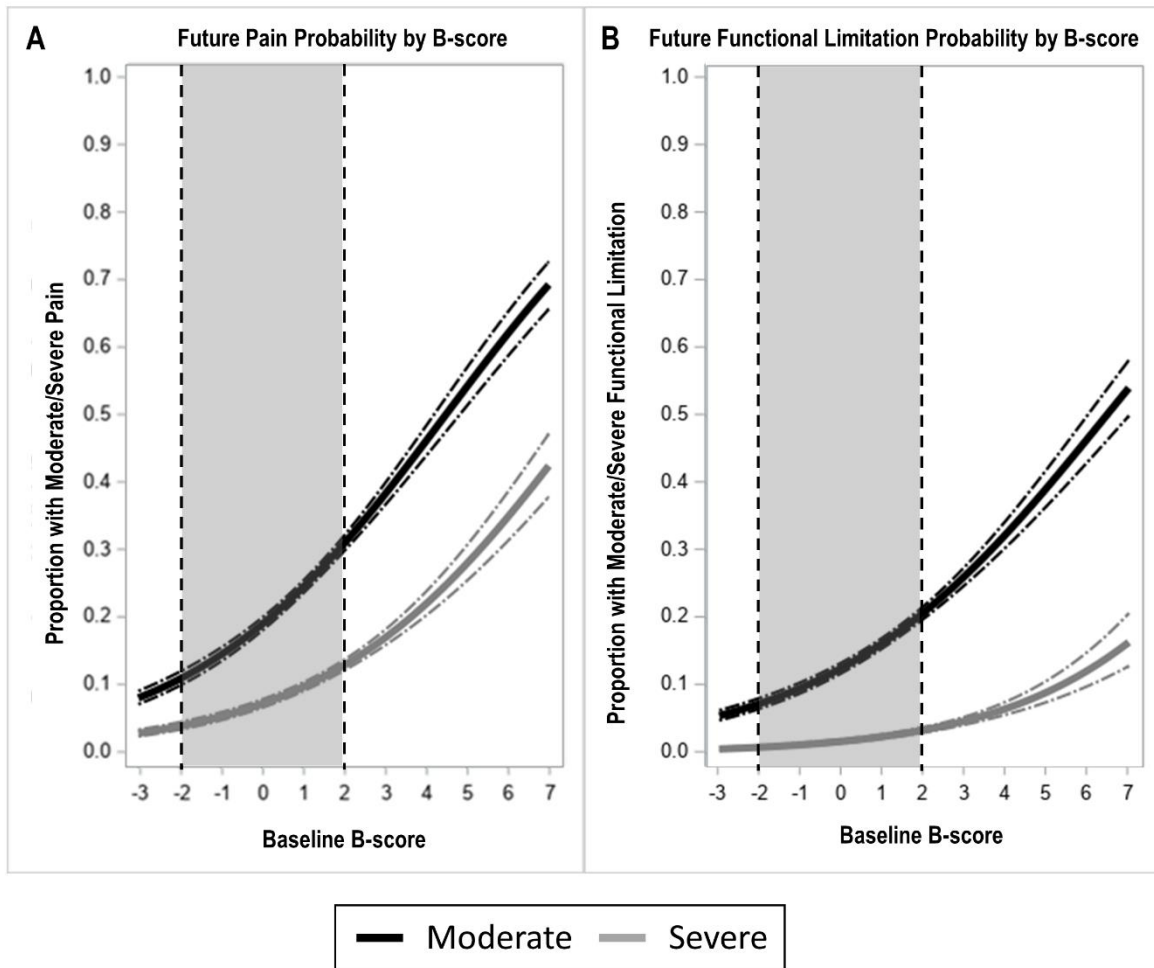 A
Future Pain Probability by B-score
Proportion with Moderate/Severe Pain
1.0
0.9
0.8
0.7
0.6
0.5
0.4
0.3
0.2
0.1
0.0
-3 -2 -1 0 1 2 3 4 5 6 7
Baseline B-score
B
Future Functional Limitation Probability by B-score
Proportion with Moderate/Severe Functional Limitation
1.0
0.9
0.8
0.7
0.6
0.5
0.4
0.3
0.2
0.1
0.0
-3 -2 -1 0 1 2 3 4 5 6 7
Baseline B-score
Moderate Severe